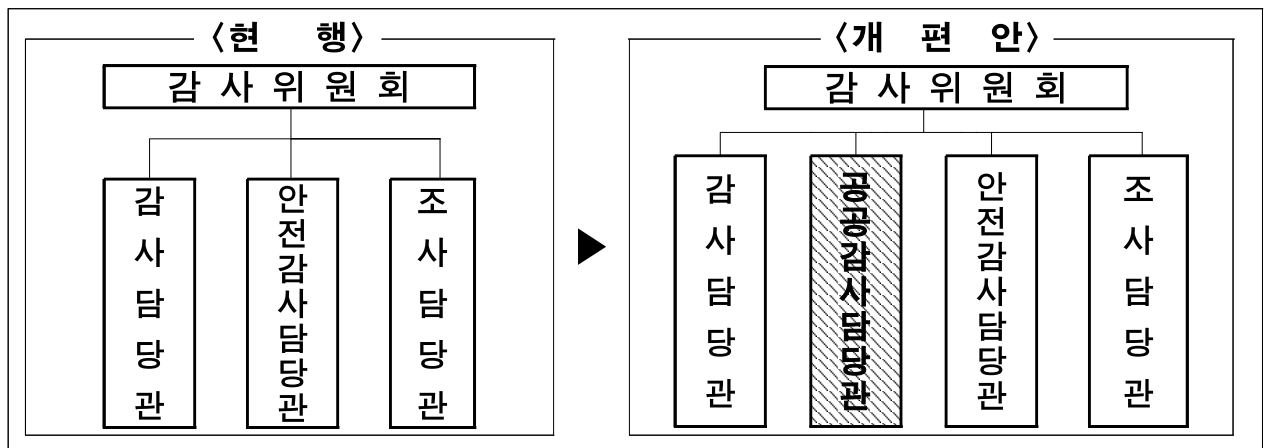 〈현 행〉
감 사 위 원 회
감사담당관
안전감사담당관
조사담당관
▶
〈개 편 안〉
감 사 위 원 회
감사담당관
공공감사담당관
안전감사담당관
조사담당관